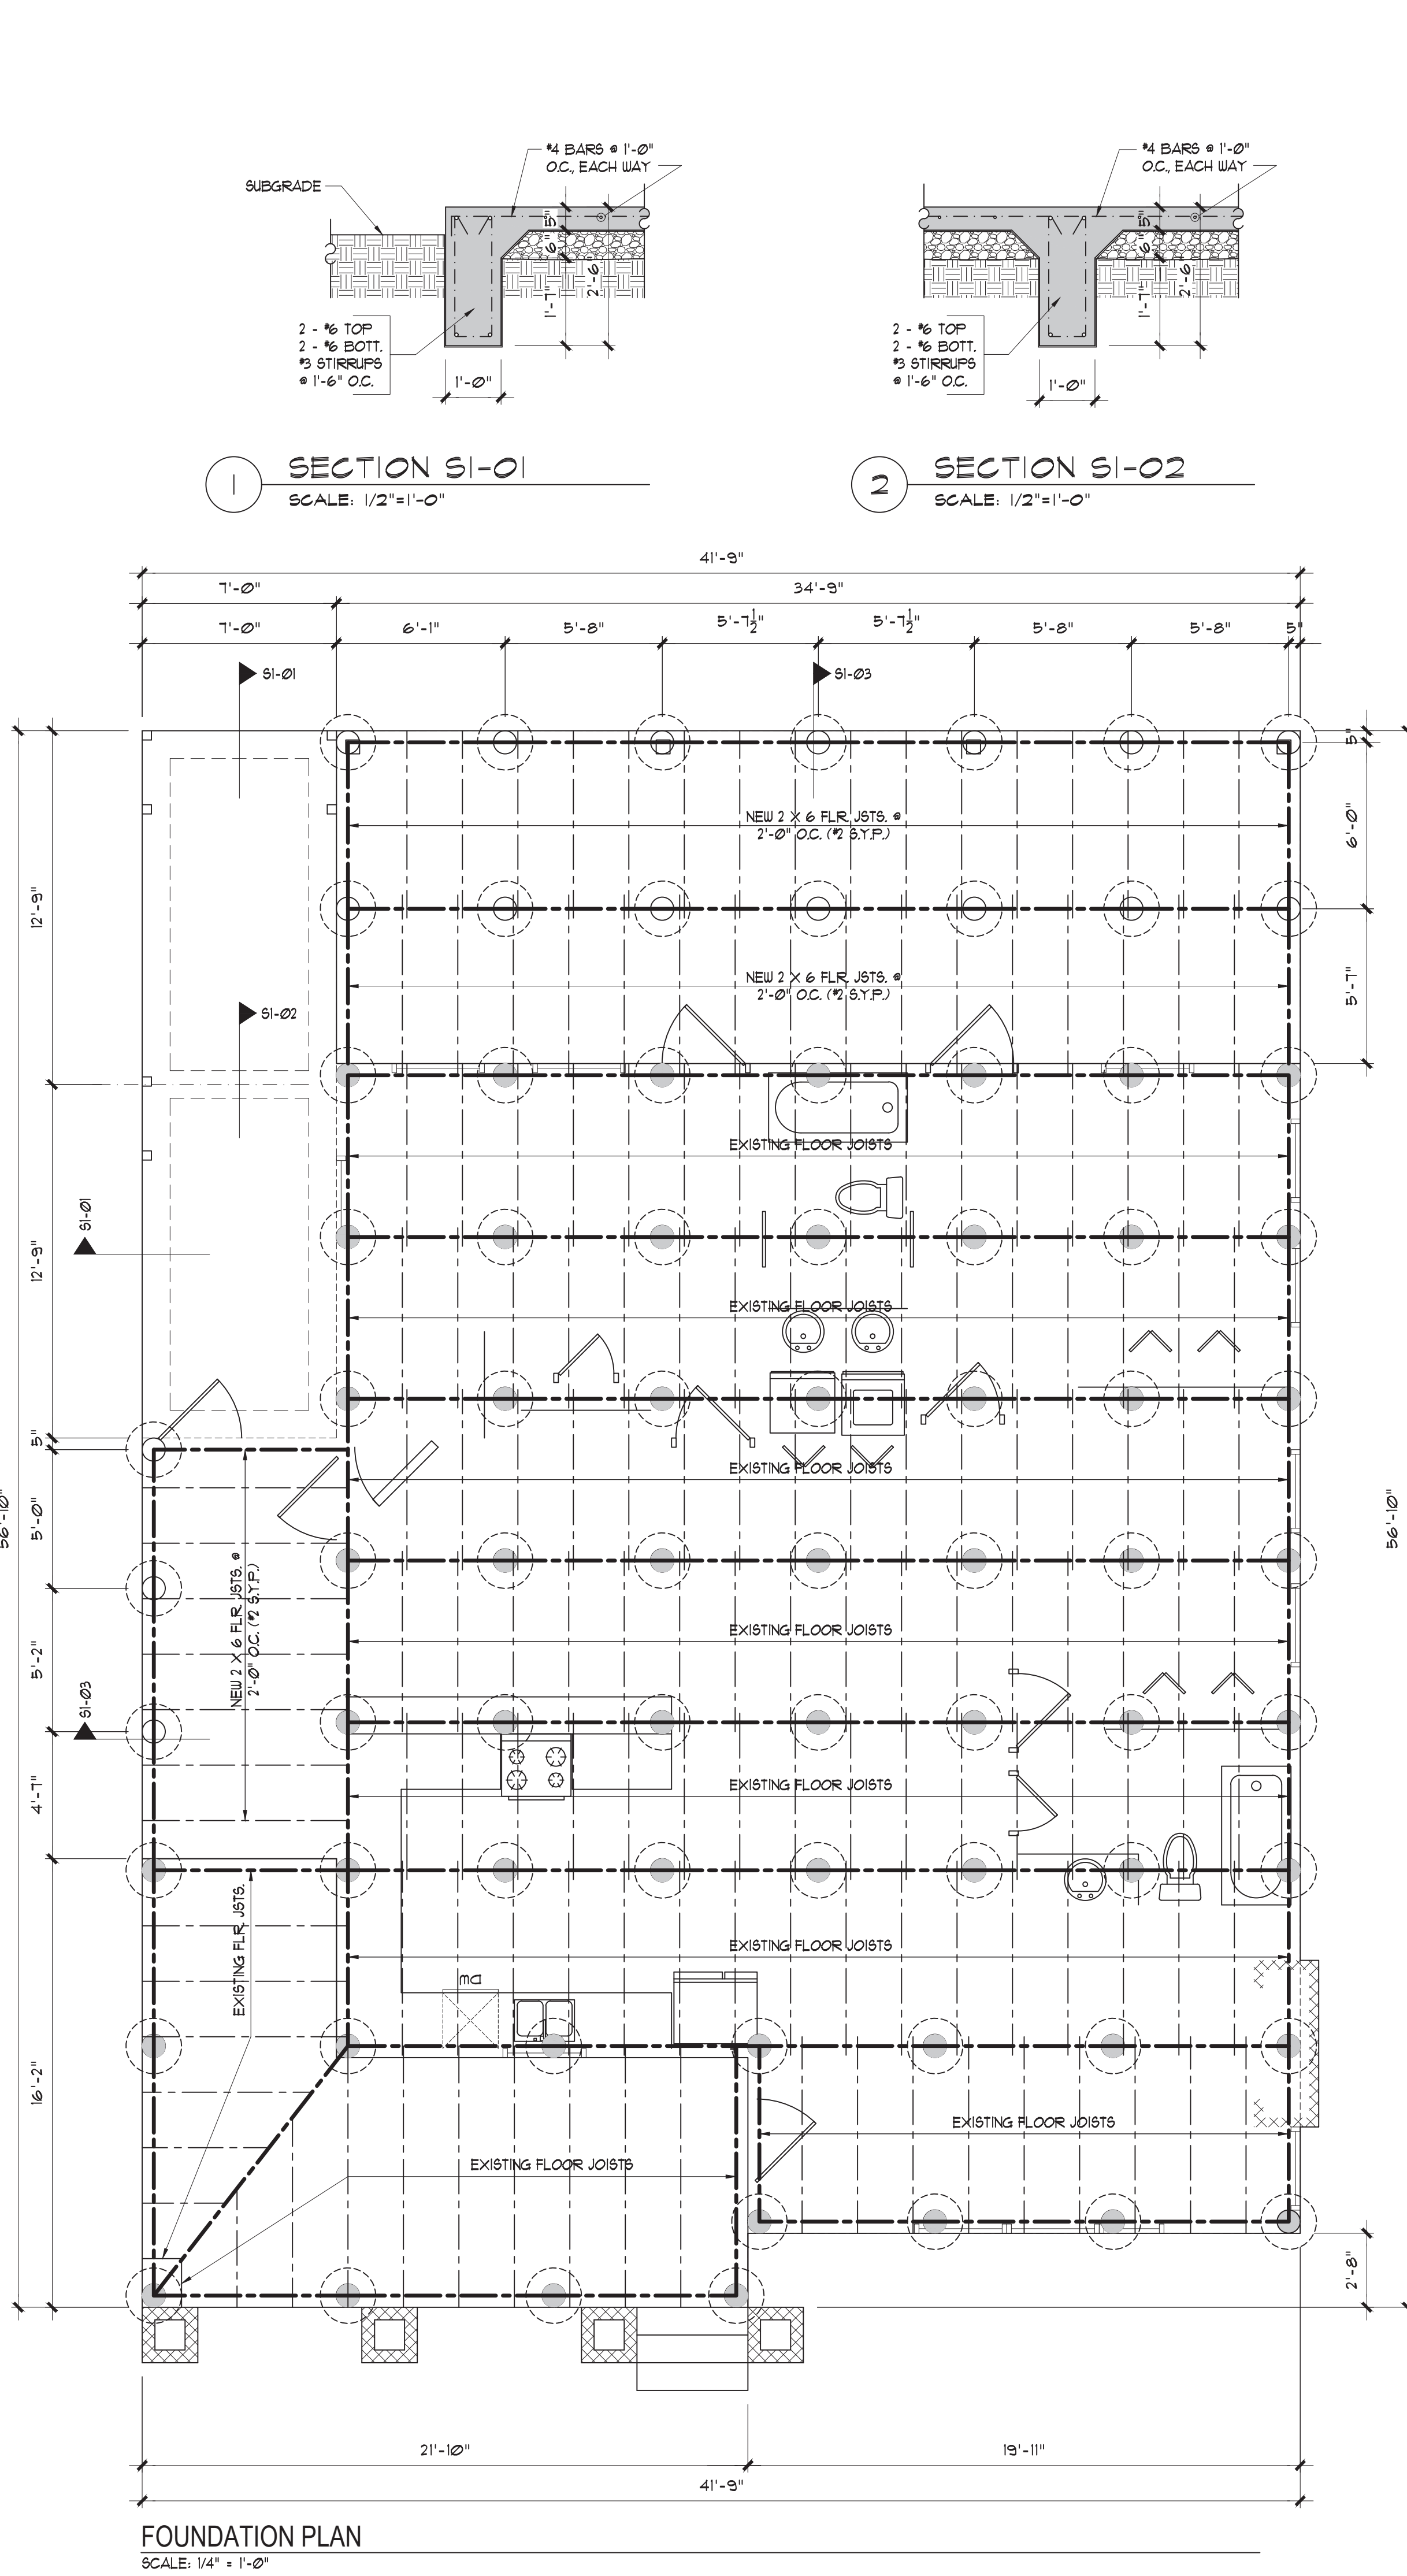 #4 BARS @ 1'-0"
O.C., EACH WAY
SUBGRADE
5"
6"
1'-7"
2'-6"
2 - #6 TOP
2 - #6 BOTT.
#3 STIRRUPS
@ 1'-6" O.C.
1'-0"
1
SECTION S1-01
SCALE: 1/2"=1'-0"
#4 BARS @ 1'-0"
O.C., EACH WAY
5"
6"
1'-7"
2'-6
2 - #6 TOP
2 - #6 BOTT.
#3 STIRRUPS
@ 1'-6" O.C.
1'-0"
2
SECTION S1-02
SCALE: 1/2"=1'-0"
41'-9"
7'-0"
34'-9"
7'-0"
6'-1"
5'-8"
5'-7 1/2"
5'-7 1/2"
5'-8"
5'-8"
5"
S1-01
S1-03
5"
NEW 2 X 6 FLR. JSTS. @
2'-0" O.C. (#2 S.Y.P.)
6'-0"
12'-9"
NEW 2 X 6 FLR. JSTS. @
2'-0" O.C. (#2 S.Y.P.)
5'-7"
S1-02
EXISTING FLOOR JOISTS
S1-01
12'-9"
EXISTING FLOOR JOISTS
5"
EXISTING FLOOR JOISTS
5'-0"
56'-10"
56'-10"
NEW 2 X 6 FLR. JSTS. @
2'-0" O.C. (#2 S.Y.P.)
EXISTING FLOOR JOISTS
5'-2"
S1-03
4'-7"
EXISTING FLOOR JOISTS
EXISTING FLR. JSTS.
EXISTING FLOOR JOISTS
DW
16'-2"
EXISTING FLOOR JOISTS
EXISTING FLOOR JOISTS
2'-8"
21'-10"
19'-11"
41'-9"
FOUNDATION PLAN
SCALE: 1/4" = 1'-0"